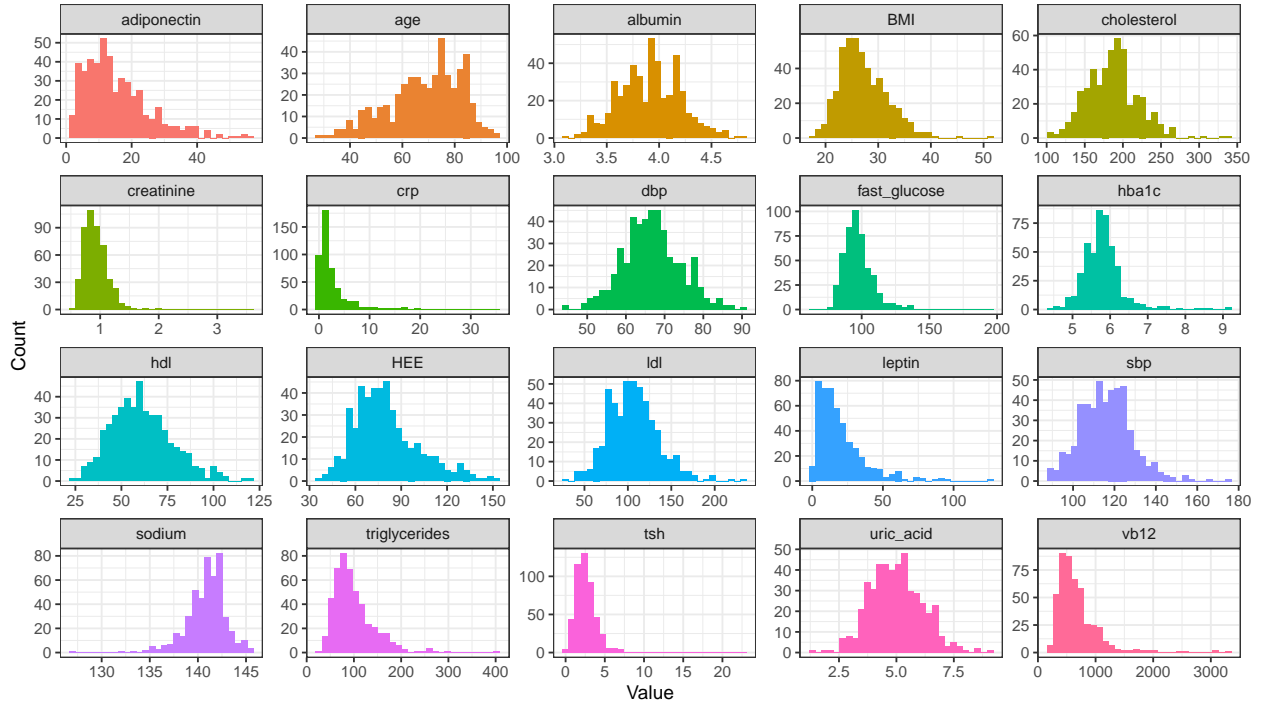 adiponectin age albumin BMI cholesterol
50 40 30 20 10 0
40 30 20 10 0
40 20 0
40 20 0
60 40 20 0
0 20 40
40 60 80 100
3.0 3.5 4.0 4.5
20 30 40 50
100 150 200 250 300 350
creatinine crp dbp fast_glucose hba1c
90 60 30 0
150 100 50 0
40 30 20 10 0
100 75 50 25 0
75 50 25 0
1 2 3
0 10 20 30
50 60 70 80 90
100 150 200
5 6 7 8 9
Count
hdl HEE ldl leptin sbp
40 30 20 10 0
40 30 20 10 0
50 40 30 20 10 0
80 60 40 20 0
50 40 30 20 10 0
25 50 75 100 125
30 60 90 120 150
50 100 150 200
0 50 100
100 120 140 160 180
sodium triglycerides tsh uric_acid vb12
80 60 40 20 0
80 60 40 20 0
100 50 0
50 40 30 20 10 0
75 50 25 0
130 135 140 145
0 100 200 300 400
0 5 10 15 20
2.5 5.0 7.5
0 1000 2000 3000
Value